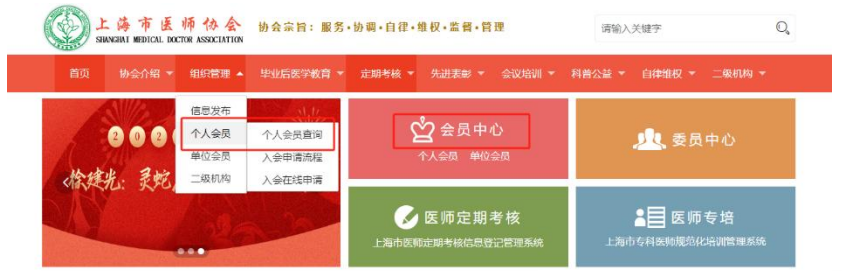 上海市医师协会
SHANGHAI MEDICAL DOCTOR ASSOCIATION
协会宗旨：服务·协调·自律·维权·监督·管理
请输入关键字
首页 协会介绍 组织管理 毕业后医学教育 定期考核 先进表彰 会议培训 科普公益 自律维权 二级机构
信息发布
个人会员
单位会员
二级机构
个人会员查询
入会申请流程
入会在线申请
202
徐建光：灵蛇
会员中心
个人会员 单位会员
委员中心
医师定期考核
上海市医师定期考核信息登记管理系统
医师专培
上海市专科医师规范化培训管理系统